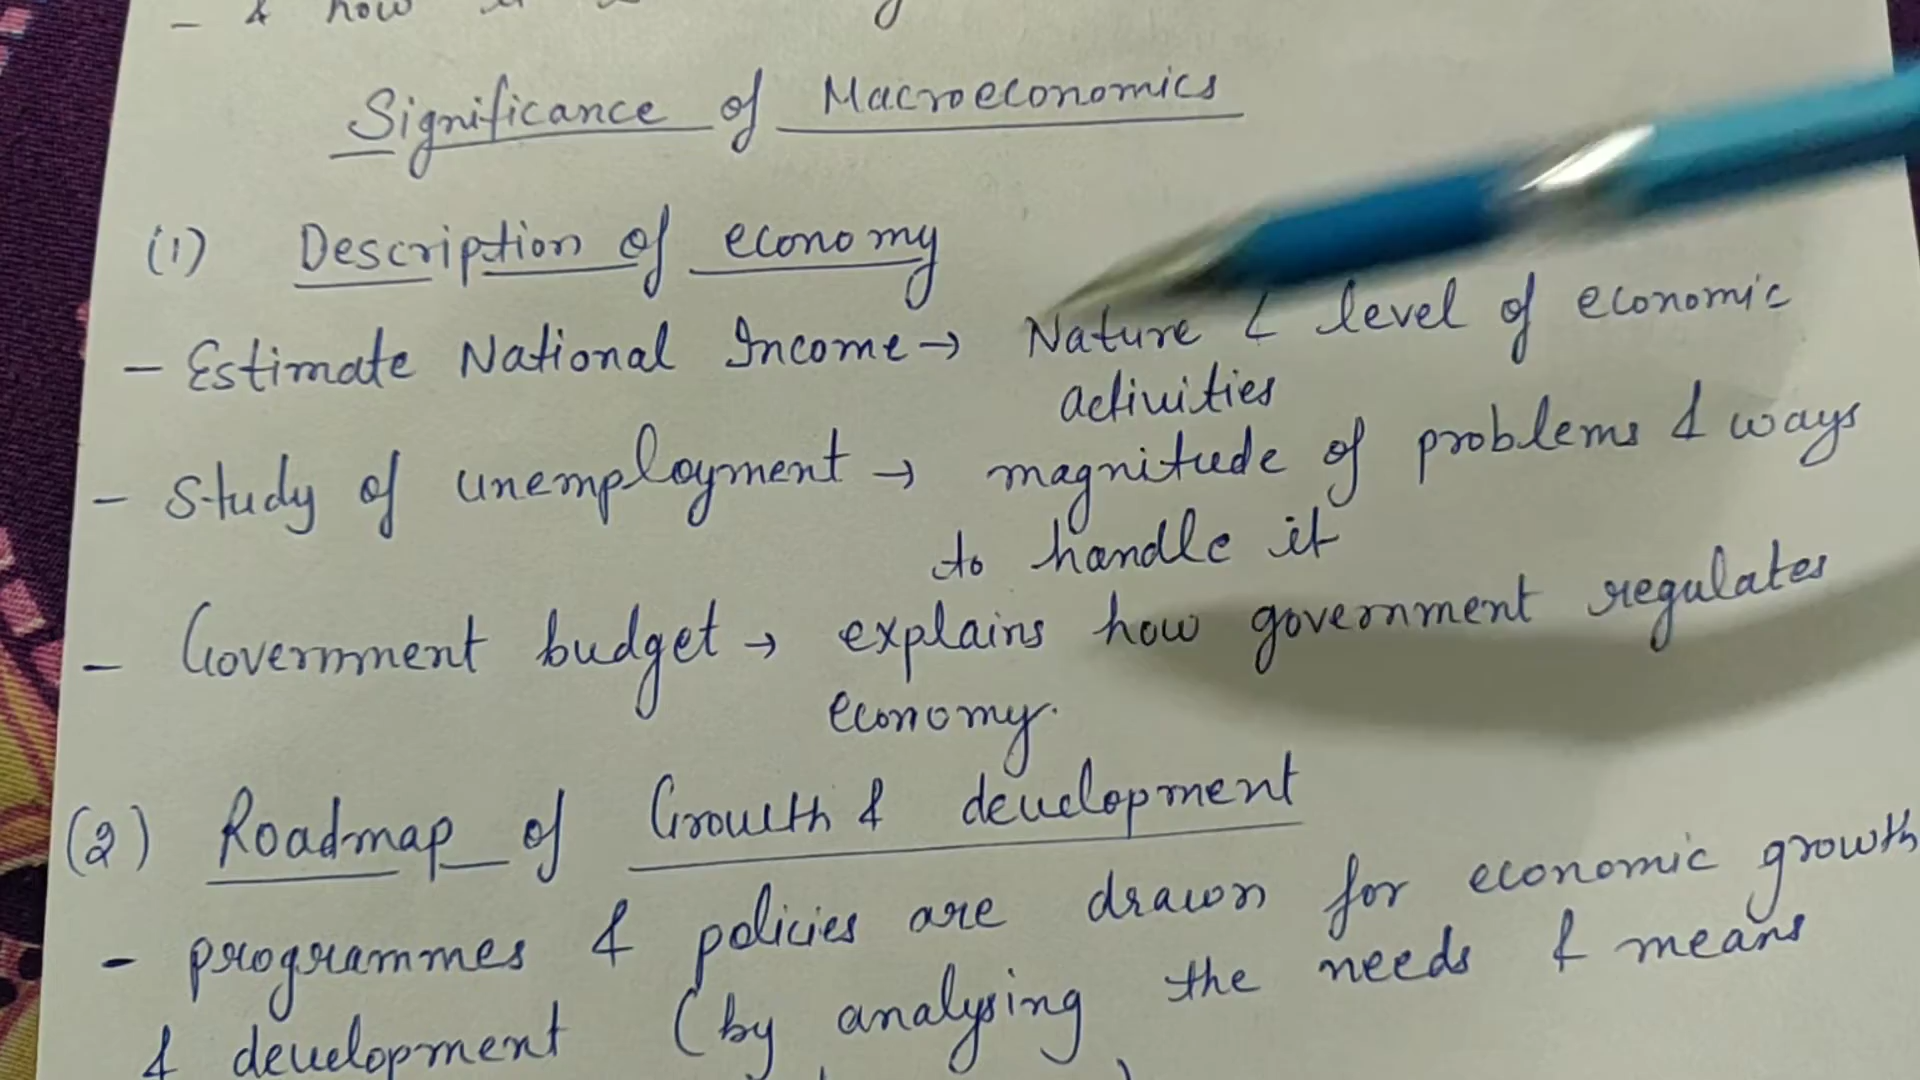 - & how
Significance of Macroeconomics
(1) Description of economy
- Estimate National Income → Nature & level of economic
activities
- Study of unemployment → magnitude of problems & ways
to handle it
- Government budget → explains how government regulates
economy.
(2) Roadmap of Growth & development
- programmes & policies are drawn for economic growth
& development (by analysing the needs & means